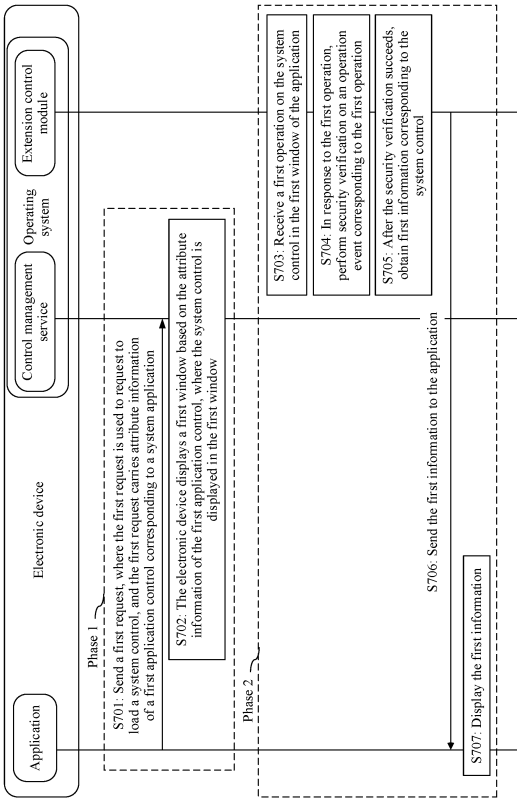 Electronic device
Operating
system
Application
Control management
service
Extension control
module
Phase 1
S701: Send a first request, where the first request is used to request to
load a system control, and the first request carries attribute information
of a first application control corresponding to a system application
S702: The electronic device displays a first window based on the attribute
information of the first application control, where the system control is
displayed in the first window
Phase 2
S703: Receive a first operation on the system
control in the first window of the application
S704: In response to the first operation,
perform security verification on an operation
event corresponding to the first operation
S705: After the security verification succeeds,
obtain first information corresponding to the
system control
S706: Send the first information to the application
S707: Display the first information